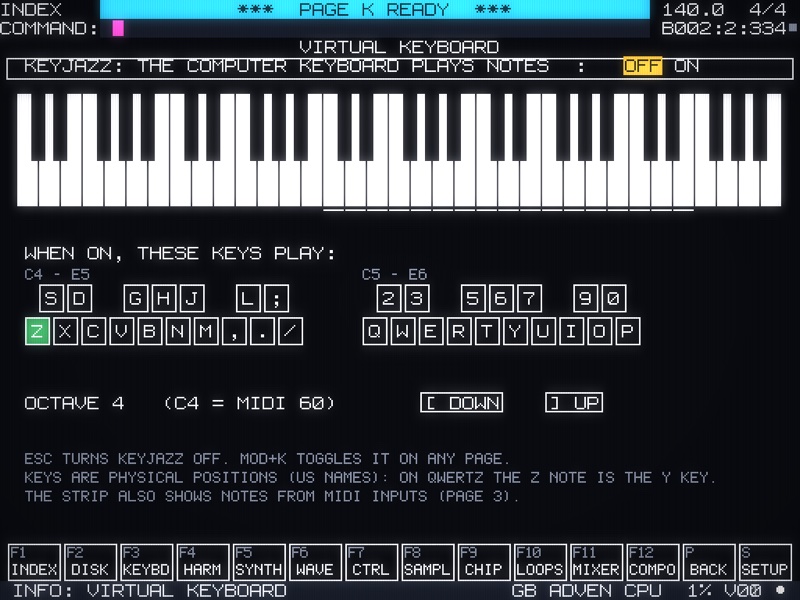 INDEX *** PAGE K READY *** 140.0 4/4
COMMAND: B002:2:334
VIRTUAL KEYBOARD
KEYJAZZ: THE COMPUTER KEYBOARD PLAYS NOTES : OFF ON
WHEN ON, THESE KEYS PLAY:
C4 - E5 C5 - E6
S D G H J L ; 2 3 5 6 7 9 0
Z X C V B N M , . / Q W E R T Y U I O P
OCTAVE 4 (C4 = MIDI 60) [ DOWN ] UP
ESC TURNS KEYJAZZ OFF. MOD+K TOGGLES IT ON ANY PAGE.
KEYS ARE PHYSICAL POSITIONS (US NAMES): ON QWERTZ THE Z NOTE IS THE Y KEY.
THE STRIP ALSO SHOWS NOTES FROM MIDI INPUTS (PAGE 3).
F1 F2 F3 F4 F5 F6 F7 F8 F9 F10 F11 F12 P S
INDEX DISK KEYBD HARM SYNTH WAVE CTRL SAMPL CHIP LOOPS MIXER COMPO BACK SETUP
INFO: VIRTUAL KEYBOARD GB ADVEN CPU 1% V00